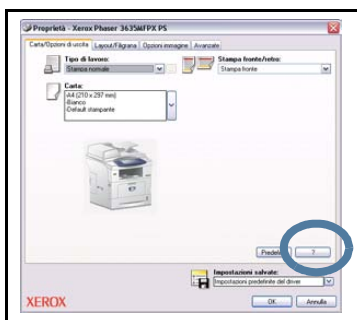 Proprietà - Xerox Phaser 3635MFPX PS
Carta/Opzioni di uscita Layout/Filigrana Opzioni immagine Avanzate
Tipo di lavoro: Stampa fronte/retro:
Stampa normale Stampa fronte
Carta:
A4 (210 x 297 mm)
Bianco
Default stampante
?
Impostazioni salvate:
Impostazioni predefinite del driver
XEROX OK Annulla